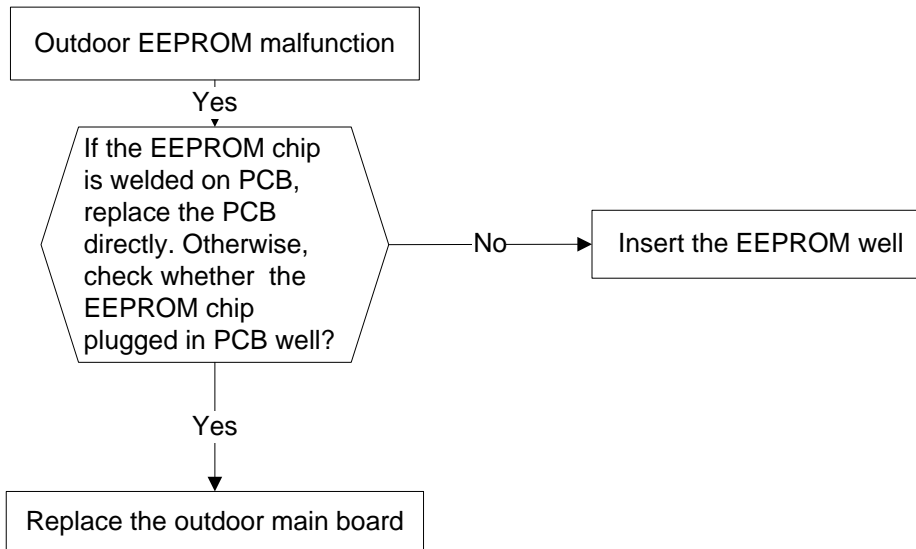 Outdoor EEPROM malfunction
Yes
If the EEPROM chip
is welded on PCB,
replace the PCB
directly. Otherwise,
check whether  the
EEPROM chip
plugged in PCB well?
No
Insert the EEPROM well
Yes
Replace the outdoor main board